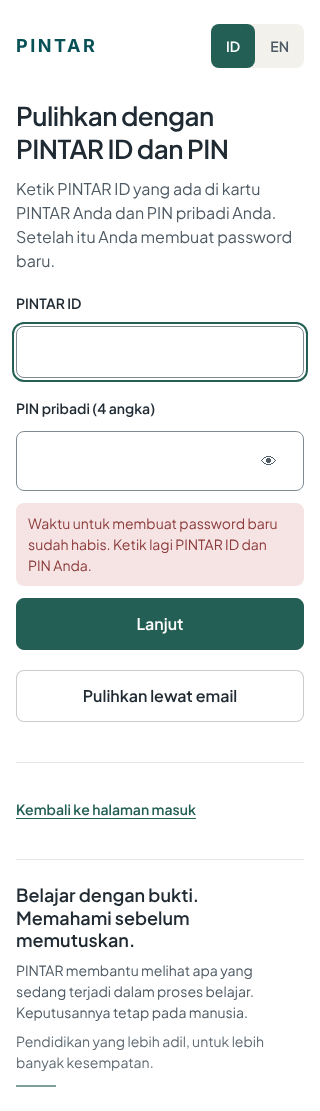 PINTAR
ID
EN
Pulihkan dengan
PINTAR ID dan PIN
Ketik PINTAR ID yang ada di kartu
PINTAR Anda dan PIN pribadi Anda.
Setelah itu Anda membuat password
baru.
PINTAR ID
PIN pribadi (4 angka)
Waktu untuk membuat password baru
sudah habis. Ketik lagi PINTAR ID dan
PIN Anda.
Lanjut
Pulihkan lewat email
Kembali ke halaman masuk
Belajar dengan bukti.
Memahami sebelum
memutuskan.
PINTAR membantu melihat apa yang
sedang terjadi dalam proses belajar.
Keputusannya tetap pada manusia.
Pendidikan yang lebih adil, untuk lebih
banyak kesempatan.